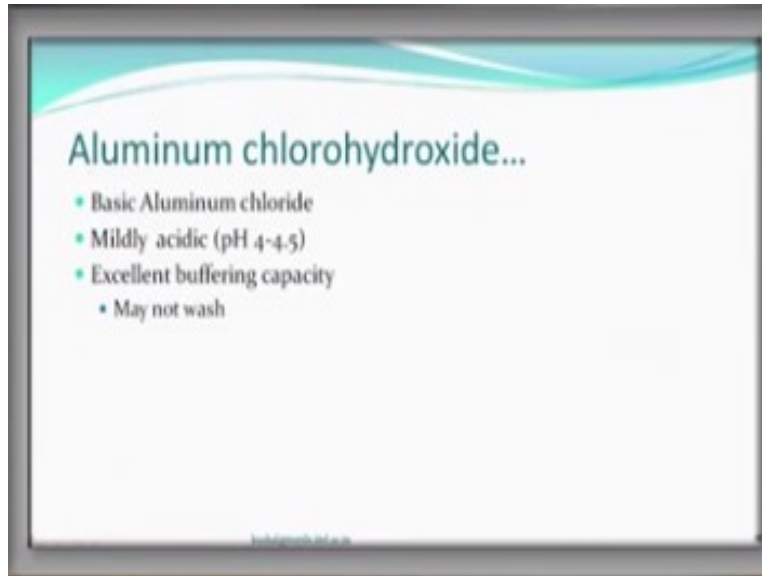 Aluminum chlorohydroxide...
• Basic Aluminum chloride
• Mildly acidic (pH 4-4.5)
• Excellent buffering capacity
• May not wash